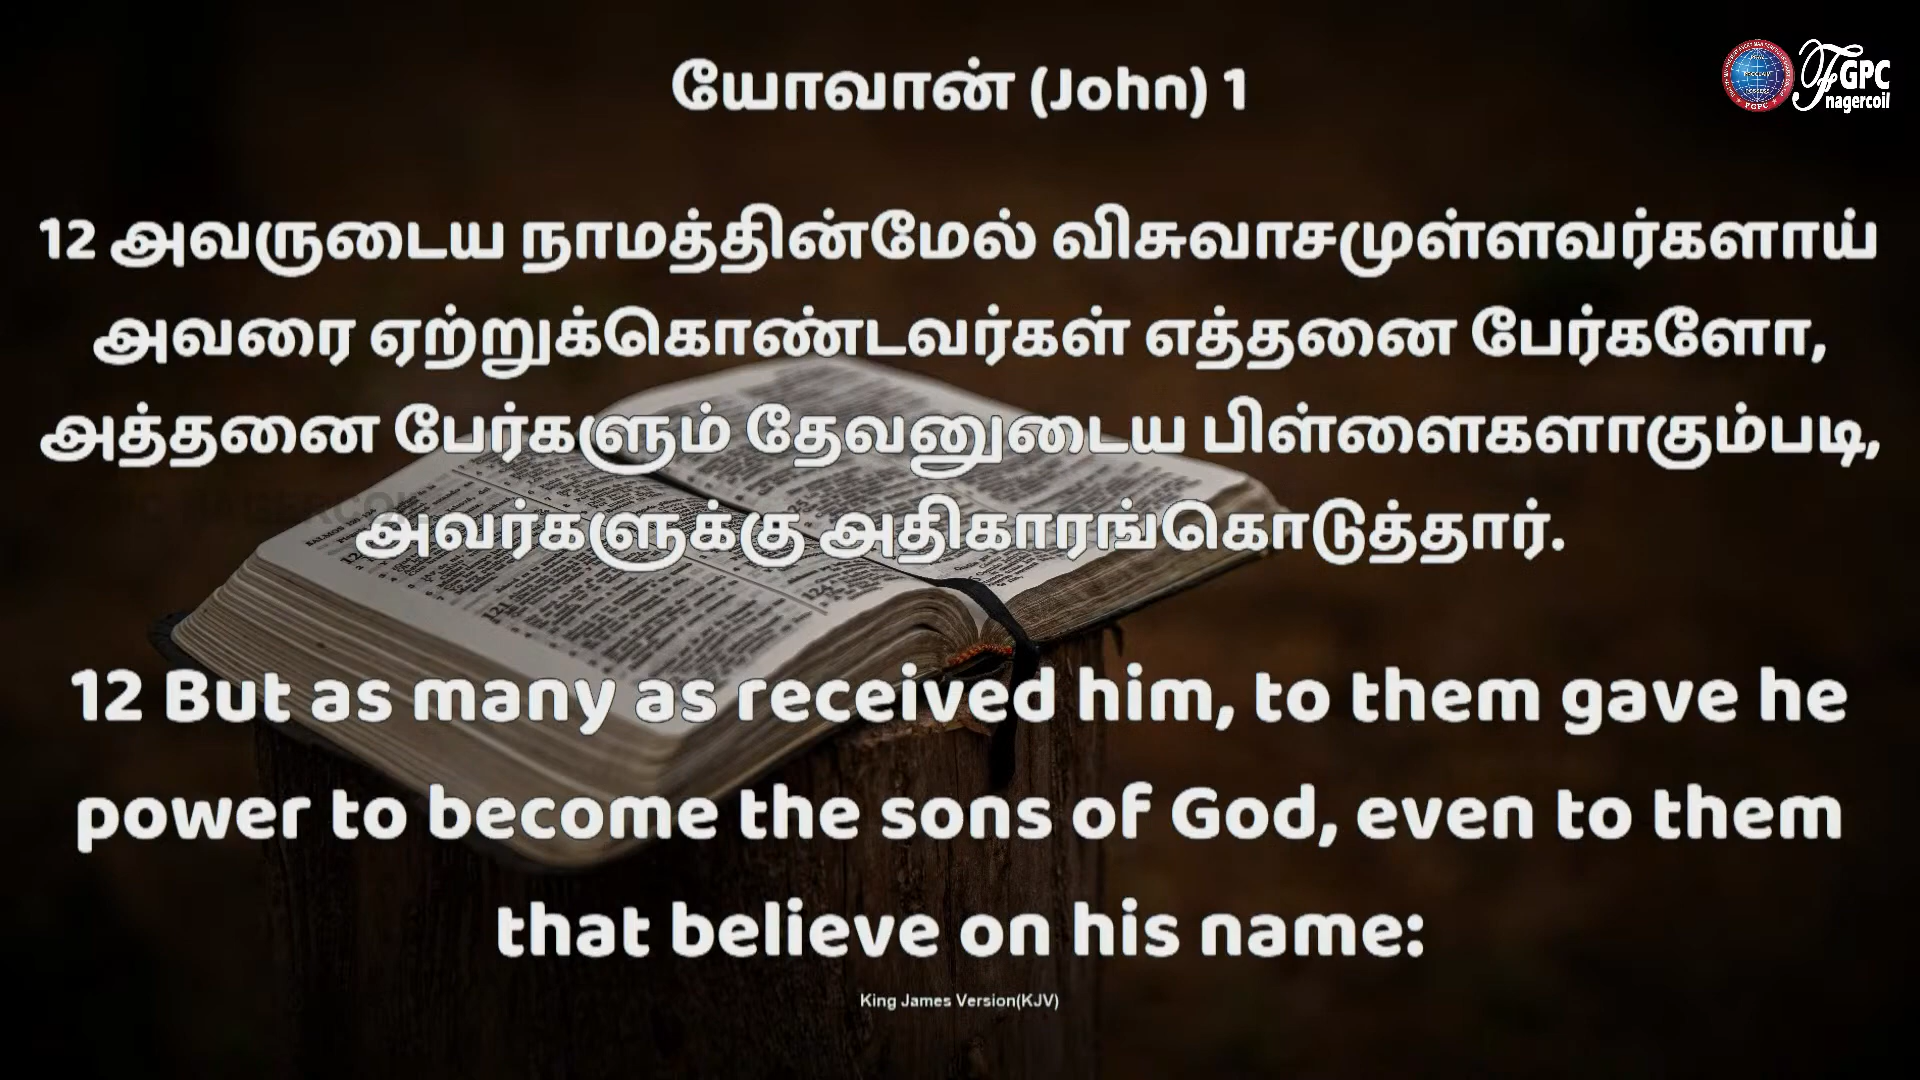 யோவான் (John) 1
FGPC
nagercoil
12 அவருடைய நாமத்தின்மேல் விசுவாசமுள்ளவர்களாய்
அவரை ஏற்றுக்கொண்டவர்கள் எத்தனை பேர்களோ,
அத்தனை பேர்களும் தேவனுடைய பிள்ளைகளாகும்படி,
அவர்களுக்கு அதிகாரங்கொடுத்தார்.
12 But as many as received him, to them gave he
power to become the sons of God, even to them
that believe on his name:
King James Version(KJV)